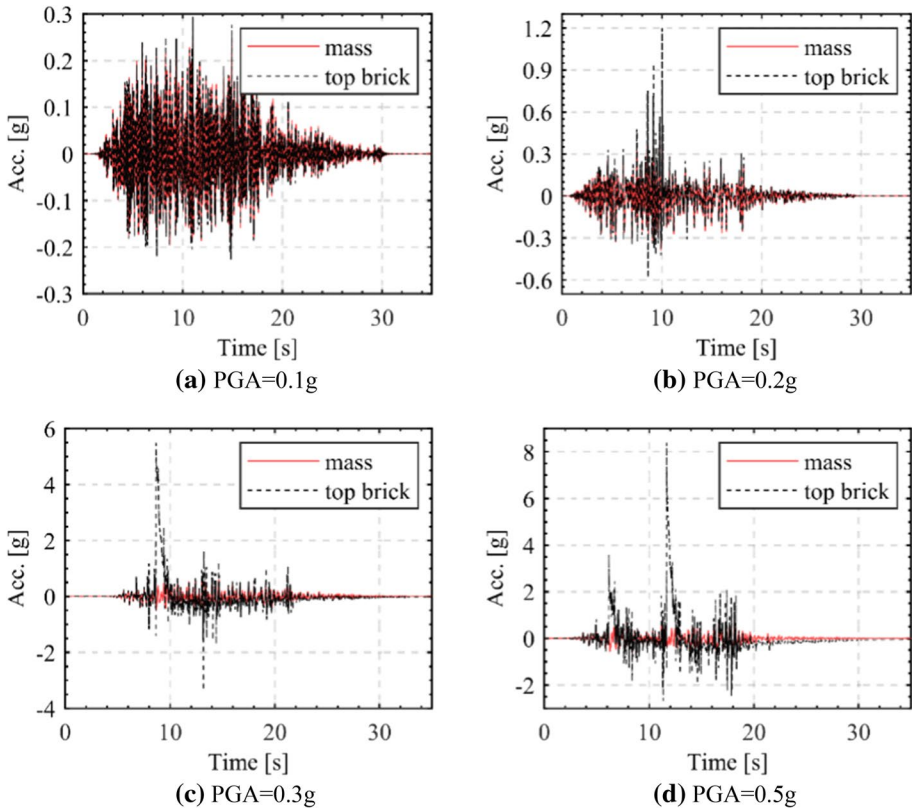 0.3
0.2
0.1
0
-0.1
-0.2
-0.3
Acc. [g]
mass
top brick
0
10
20
30
Time [s]
(a) PGA=0.1g
1.2
0.9
0.6
0.3
0
-0.3
-0.6
Acc. [g]
mass
top brick
0
10
20
30
Time [s]
(b) PGA=0.2g
6
4
2
0
-2
-4
Acc. [g]
mass
top brick
0
10
20
30
Time [s]
(c) PGA=0.3g
8
6
4
2
0
-2
Acc. [g]
mass
top brick
0
10
20
30
Time [s]
(d) PGA=0.5g